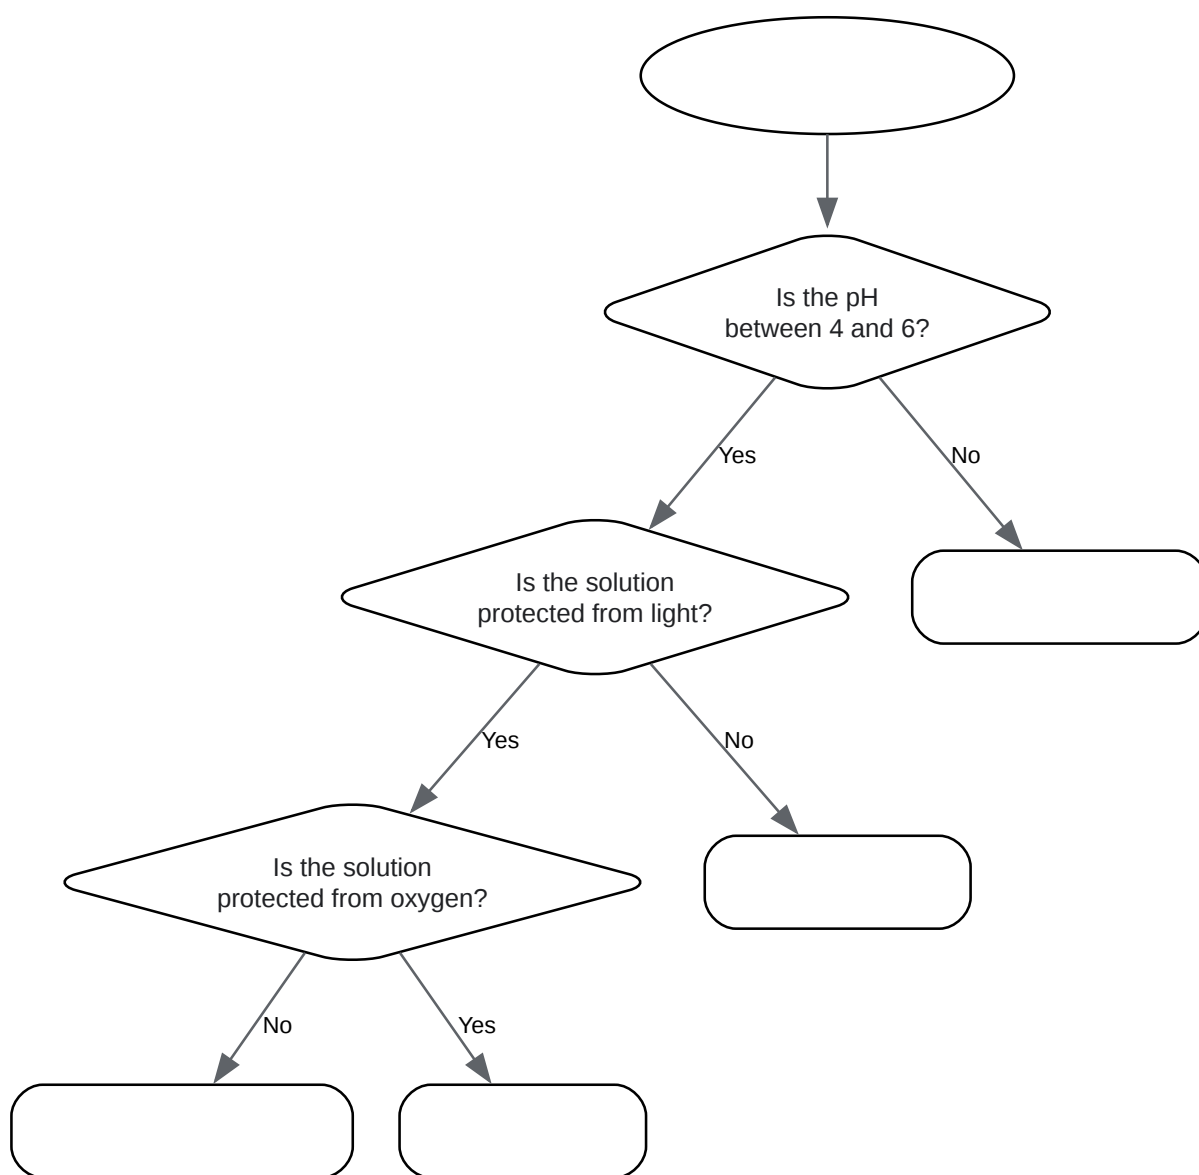 Is the pH
between 4 and 6?
Yes
No
Is the solution
protected from light?
Yes
No
Is the solution
protected from oxygen?
No
Yes